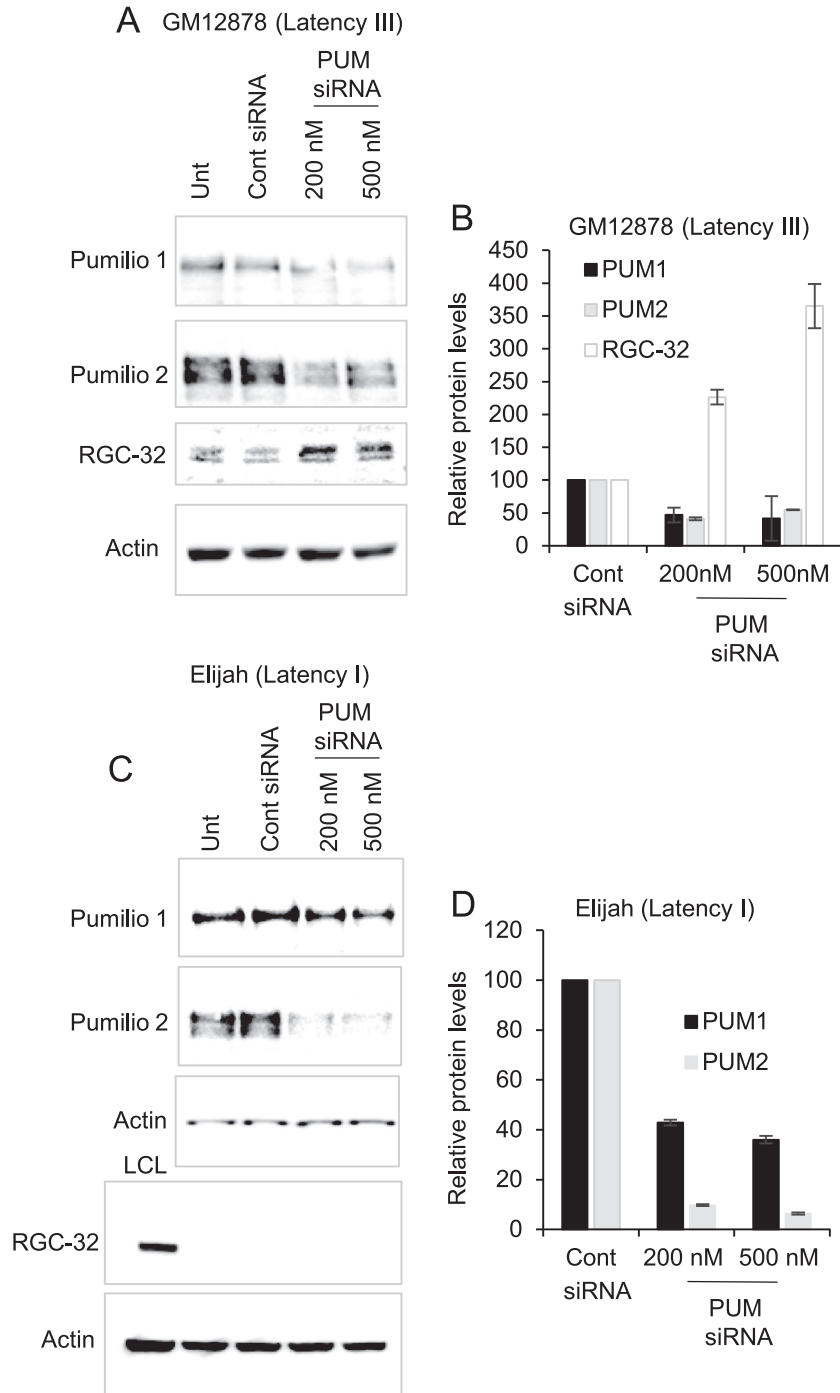 A GM12878 (Latency III)
PUM
siRNA
Unt
Cont siRNA
200 nM
500 nM
Pumilio 1
Pumilio 2
RGC-32
Actin
B
GM12878 (Latency III)
450
400
350
300
250
200
150
100
50
0
Relative protein levels
PUM1
PUM2
RGC-32
Cont
siRNA
200nM
500nM
PUM
siRNA
Elijah (Latency I)
C
PUM
siRNA
Unt
Cont siRNA
200 nM
500 nM
Pumilio 1
Pumilio 2
Actin
LCL
RGC-32
Actin
D
Elijah (Latency I)
120
100
80
60
40
20
0
Relative protein levels
PUM1
PUM2
Cont
siRNA
200 nM
500 nM
PUM
siRNA